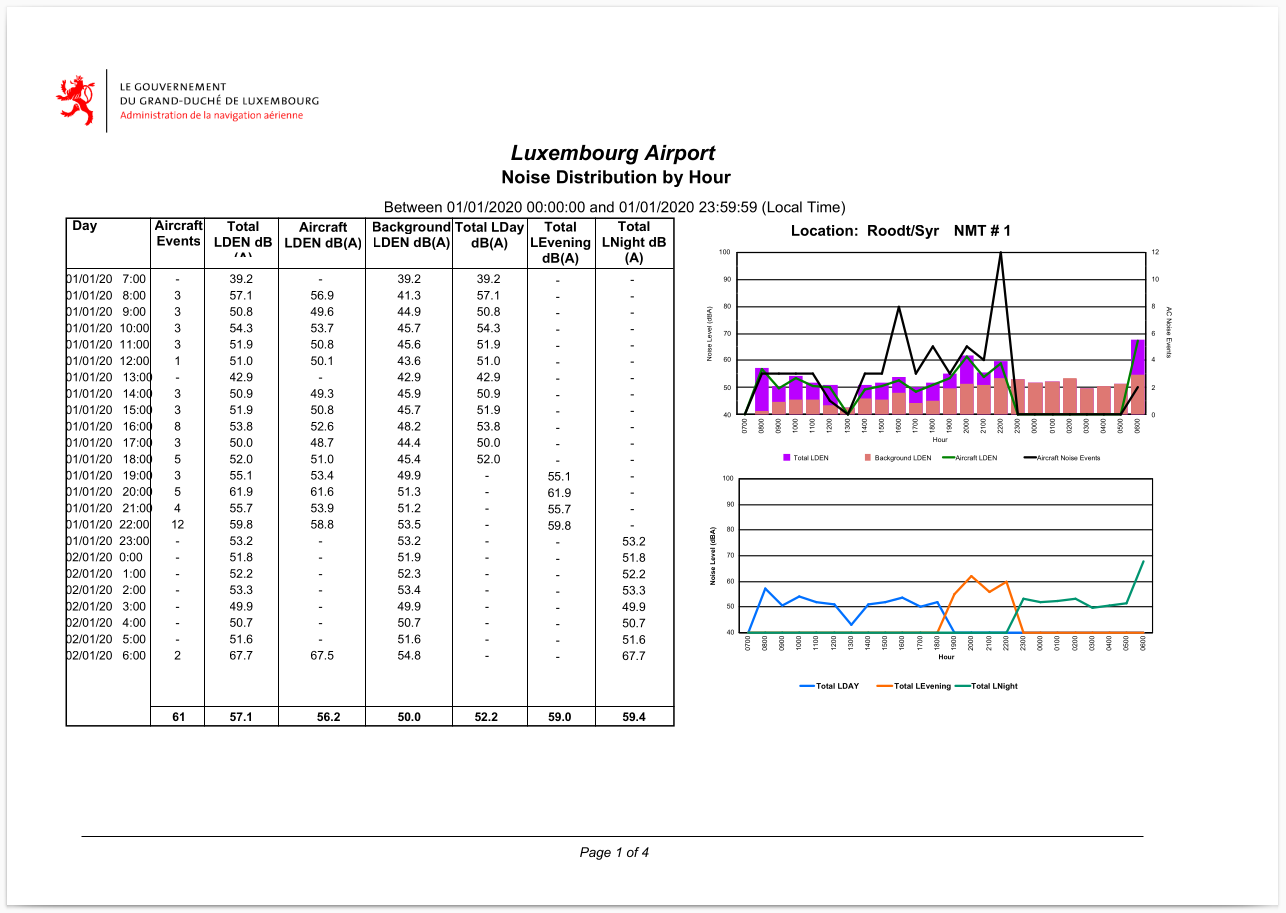 LE GOUVERNEMENT
DU GRAND-DUCHÉ DE LUXEMBOURG
Administration de la navigation aérienne
Luxembourg Airport
Noise Distribution by Hour
Between 01/01/2020 00:00:00 and 01/01/2020 23:59:59 (Local Time)
Day Aircraft Events Total LDEN dB (A) Aircraft LDEN dB(A) Background LDEN dB(A) Total LDay dB(A) Total LEvening dB(A) Total LNight dB (A)
01/01/20 7:00 - 39.2 - 39.2 39.2 - -
01/01/20 8:00 3 57.1 56.9 41.3 57.1 - -
01/01/20 9:00 3 50.8 49.6 44.9 50.8 - -
01/01/20 10:00 3 54.3 53.7 45.7 54.3 - -
01/01/20 11:00 3 51.9 50.8 45.6 51.9 - -
01/01/20 12:00 1 51.0 50.1 43.6 51.0 - -
01/01/20 13:00 - 42.9 - 42.9 42.9 - -
01/01/20 14:00 3 50.9 49.3 45.9 50.9 - -
01/01/20 15:00 3 51.9 50.8 45.7 51.9 - -
01/01/20 16:00 8 53.8 52.6 48.2 53.8 - -
01/01/20 17:00 3 50.0 48.7 44.4 50.0 - -
01/01/20 18:00 5 52.0 51.0 45.4 52.0 - -
01/01/20 19:00 3 55.1 53.4 49.9 - 55.1 -
01/01/20 20:00 5 61.9 61.6 51.3 - 61.9 -
01/01/20 21:00 4 55.7 53.9 51.2 - 55.7 -
01/01/20 22:00 12 59.8 58.8 53.5 - 59.8 -
01/01/20 23:00 - 53.2 - 53.2 - - 53.2
02/01/20 0:00 - 51.8 - 51.9 - - 51.8
02/01/20 1:00 - 52.2 - 52.3 - - 52.2
02/01/20 2:00 - 53.3 - 53.4 - - 53.3
02/01/20 3:00 - 49.9 - 49.9 - - 49.9
02/01/20 4:00 - 50.7 - 50.7 - - 50.7
02/01/20 5:00 - 51.6 - 51.6 - - 51.6
02/01/20 6:00 2 67.7 67.5 54.8 - - 67.7
61 57.1 56.2 50.0 52.2 59.0 59.4
Location: Roodt/Syr NMT # 1
Noise Level (dBA)
100
90
80
70
60
50
40
12
10
8
6
4
2
0
AC Noise Events
0700 0800 0900 1000 1100 1200 1300 1400 1500 1600 1700 1800 1900 2000 2100 2200 2300 0000 0100 0200 0300 0400 0500 0600
Hour
Total LDEN Background LDEN Aircraft LDEN Aircraft Noise Events
Noise Level (dBA)
100
90
80
70
60
50
40
0700 0800 0900 1000 1100 1200 1300 1400 1500 1600 1700 1800 1900 2000 2100 2200 2300 0000 0100 0200 0300 0400 0500 0600
Hour
Total LDAY Total LEvening Total LNight
Page 1 of 4